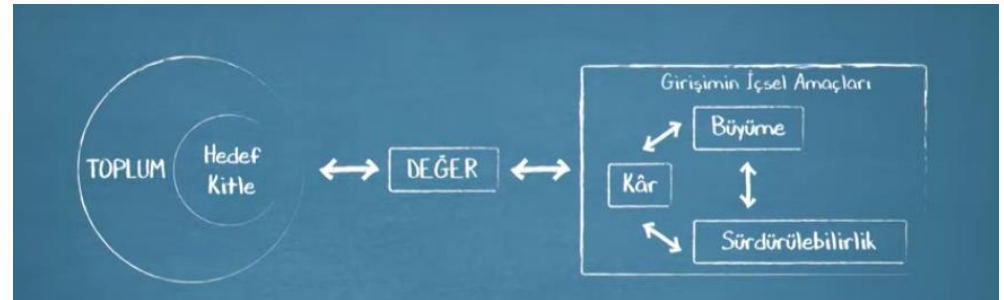 TOPLUM
Hedef
Kitle
DEĞER
Girişimin İçsel Amaçları
Büyüme
Kâr
Sürdürülebilirlik